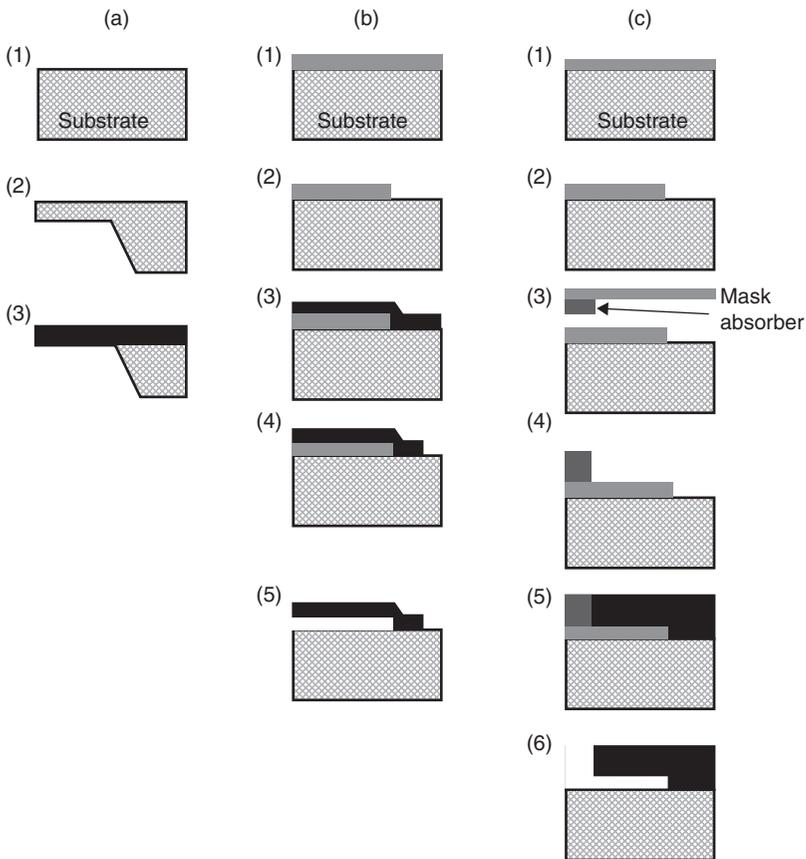 (a)
(1)
Substrate
(2)
(3)
(b)
(1)
Substrate
(2)
(3)
(4)
(5)
(c)
(1)
Substrate
(2)
(3)
Mask
absorber
(4)
(5)
(6)